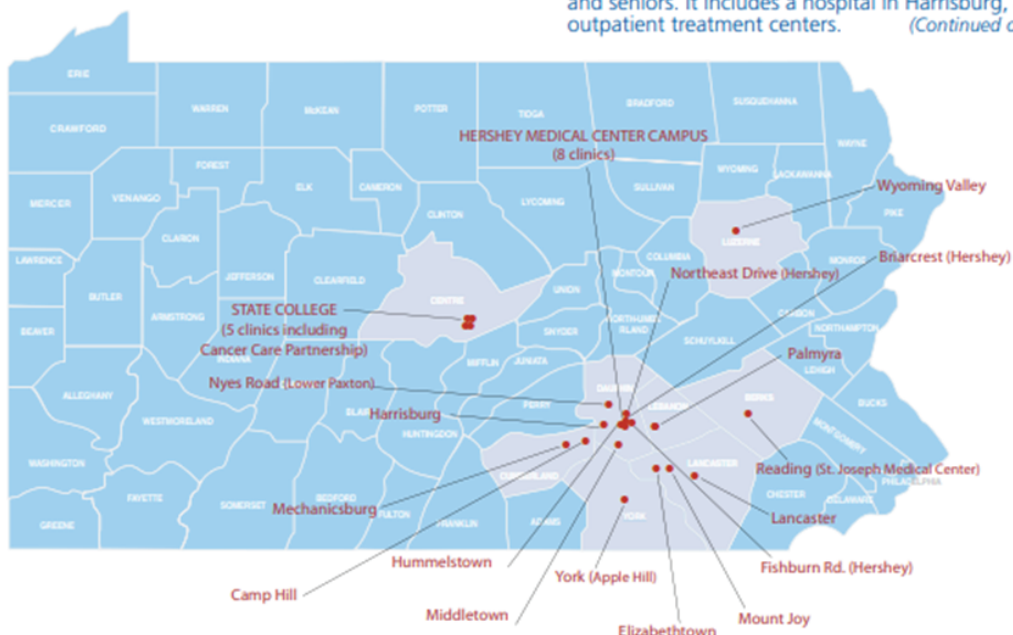 and seniors. It includes a hospital in Harrisburg,
outpatient treatment centers. (Continued
ERIE
CRAWFORD
WARREN
McKEAN
POTTER
TIOGA
BRADFORD
SUSQUEHANNA
WAYNE
HERSHEY MEDICAL CENTER CAMPUS
(8 clinics)
FOREST
ELK
CAMERON
SULLIVAN
WYOMING
LACKAWANNA
MERCER
VENANGO
CLINTON
LYCOMING
Wyoming Valley
PIKE
CLARION
LUZERNE
LAWRENCE
JEFFERSON
CLEARFIELD
COLUMBIA
MONTOUR
MONROE
Briarcrest (Hershey)
Northeast Drive (Hershey)
BUTLER
CENTRE
UNION
CARBON
STATE COLLEGE
(5 clinics including
Cancer Care Partnership)
ARMSTRONG
BEAVER
SNYDER
NORTHUMB-
ERLAND
SCHUYLKILL
NORTHAMPTON
INDIANA
MIFFLIN
JUNIATA
Palmyra
LEHIGH
Nyes Road (Lower Paxton)
ALLEGHANY
DAUPHIN
LEBANON
BERKS
BUCKS
Harrisburg
PERRY
WESTMORELAND
BLAIR
HUNTINGDON
MONTGOMERY
WASHINGTON
CUMBERLAND
LANCASTER
Reading (St. Joseph Medical Center)
PHILADELPHIA
FAYETTE
SOMERSET
BEDFORD
FULTON
CHESTER
DELAWARE
Mechanicsburg
GREENE
FRANKLIN
ADAMS
YORK
Lancaster
Hummelstown
York (Apple Hill)
Fishburn Rd. (Hershey)
Camp Hill
Middletown
Mount Joy
Elizabethtown